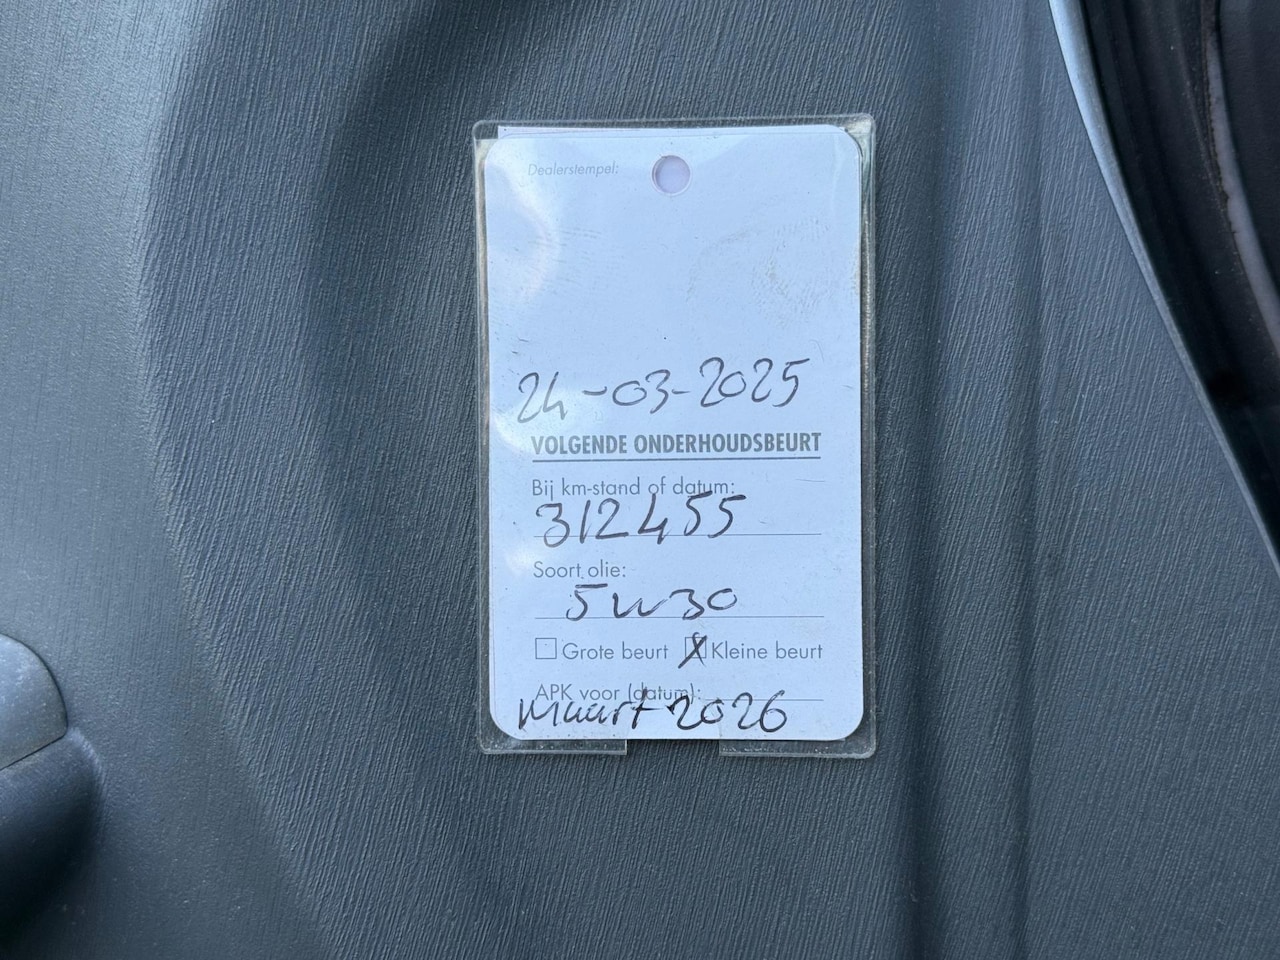 Dealerstempel:
24-03-2025
VOLGENDE ONDERHOUDSBEURT
Bij km-stand of datum:
312455
Soort olie:
5W30
Grote beurt X Kleine beurt
APK voor (datum):
Maart 2026